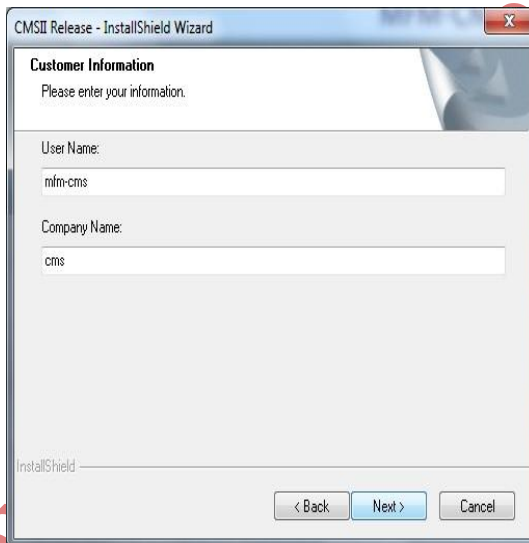 CMSII Release - InstallShield Wizard
X
Customer Information
Please enter your information.
User Name:
mfm-cms
Company Name:
cms
InstallShield
< Back Next > Cancel